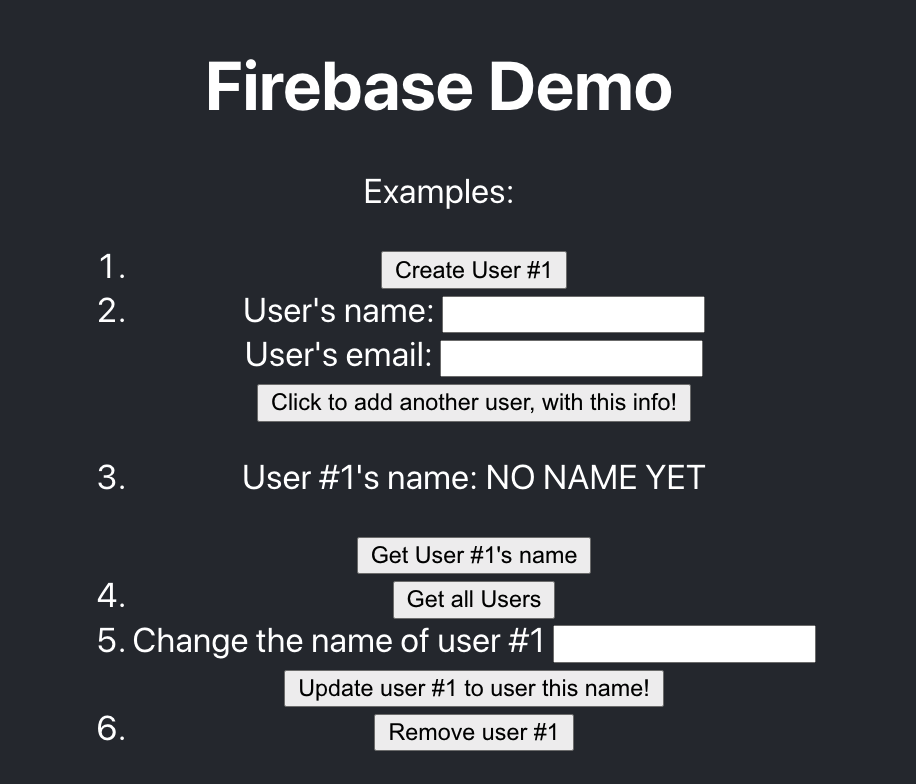 Firebase Demo
Examples:
1. Create User #1
2. User's name:
User's email:
Click to add another user, with this info!
3. User #1's name: NO NAME YET
Get User #1's name
4. Get all Users
5. Change the name of user #1
Update user #1 to user this name!
6. Remove user #1